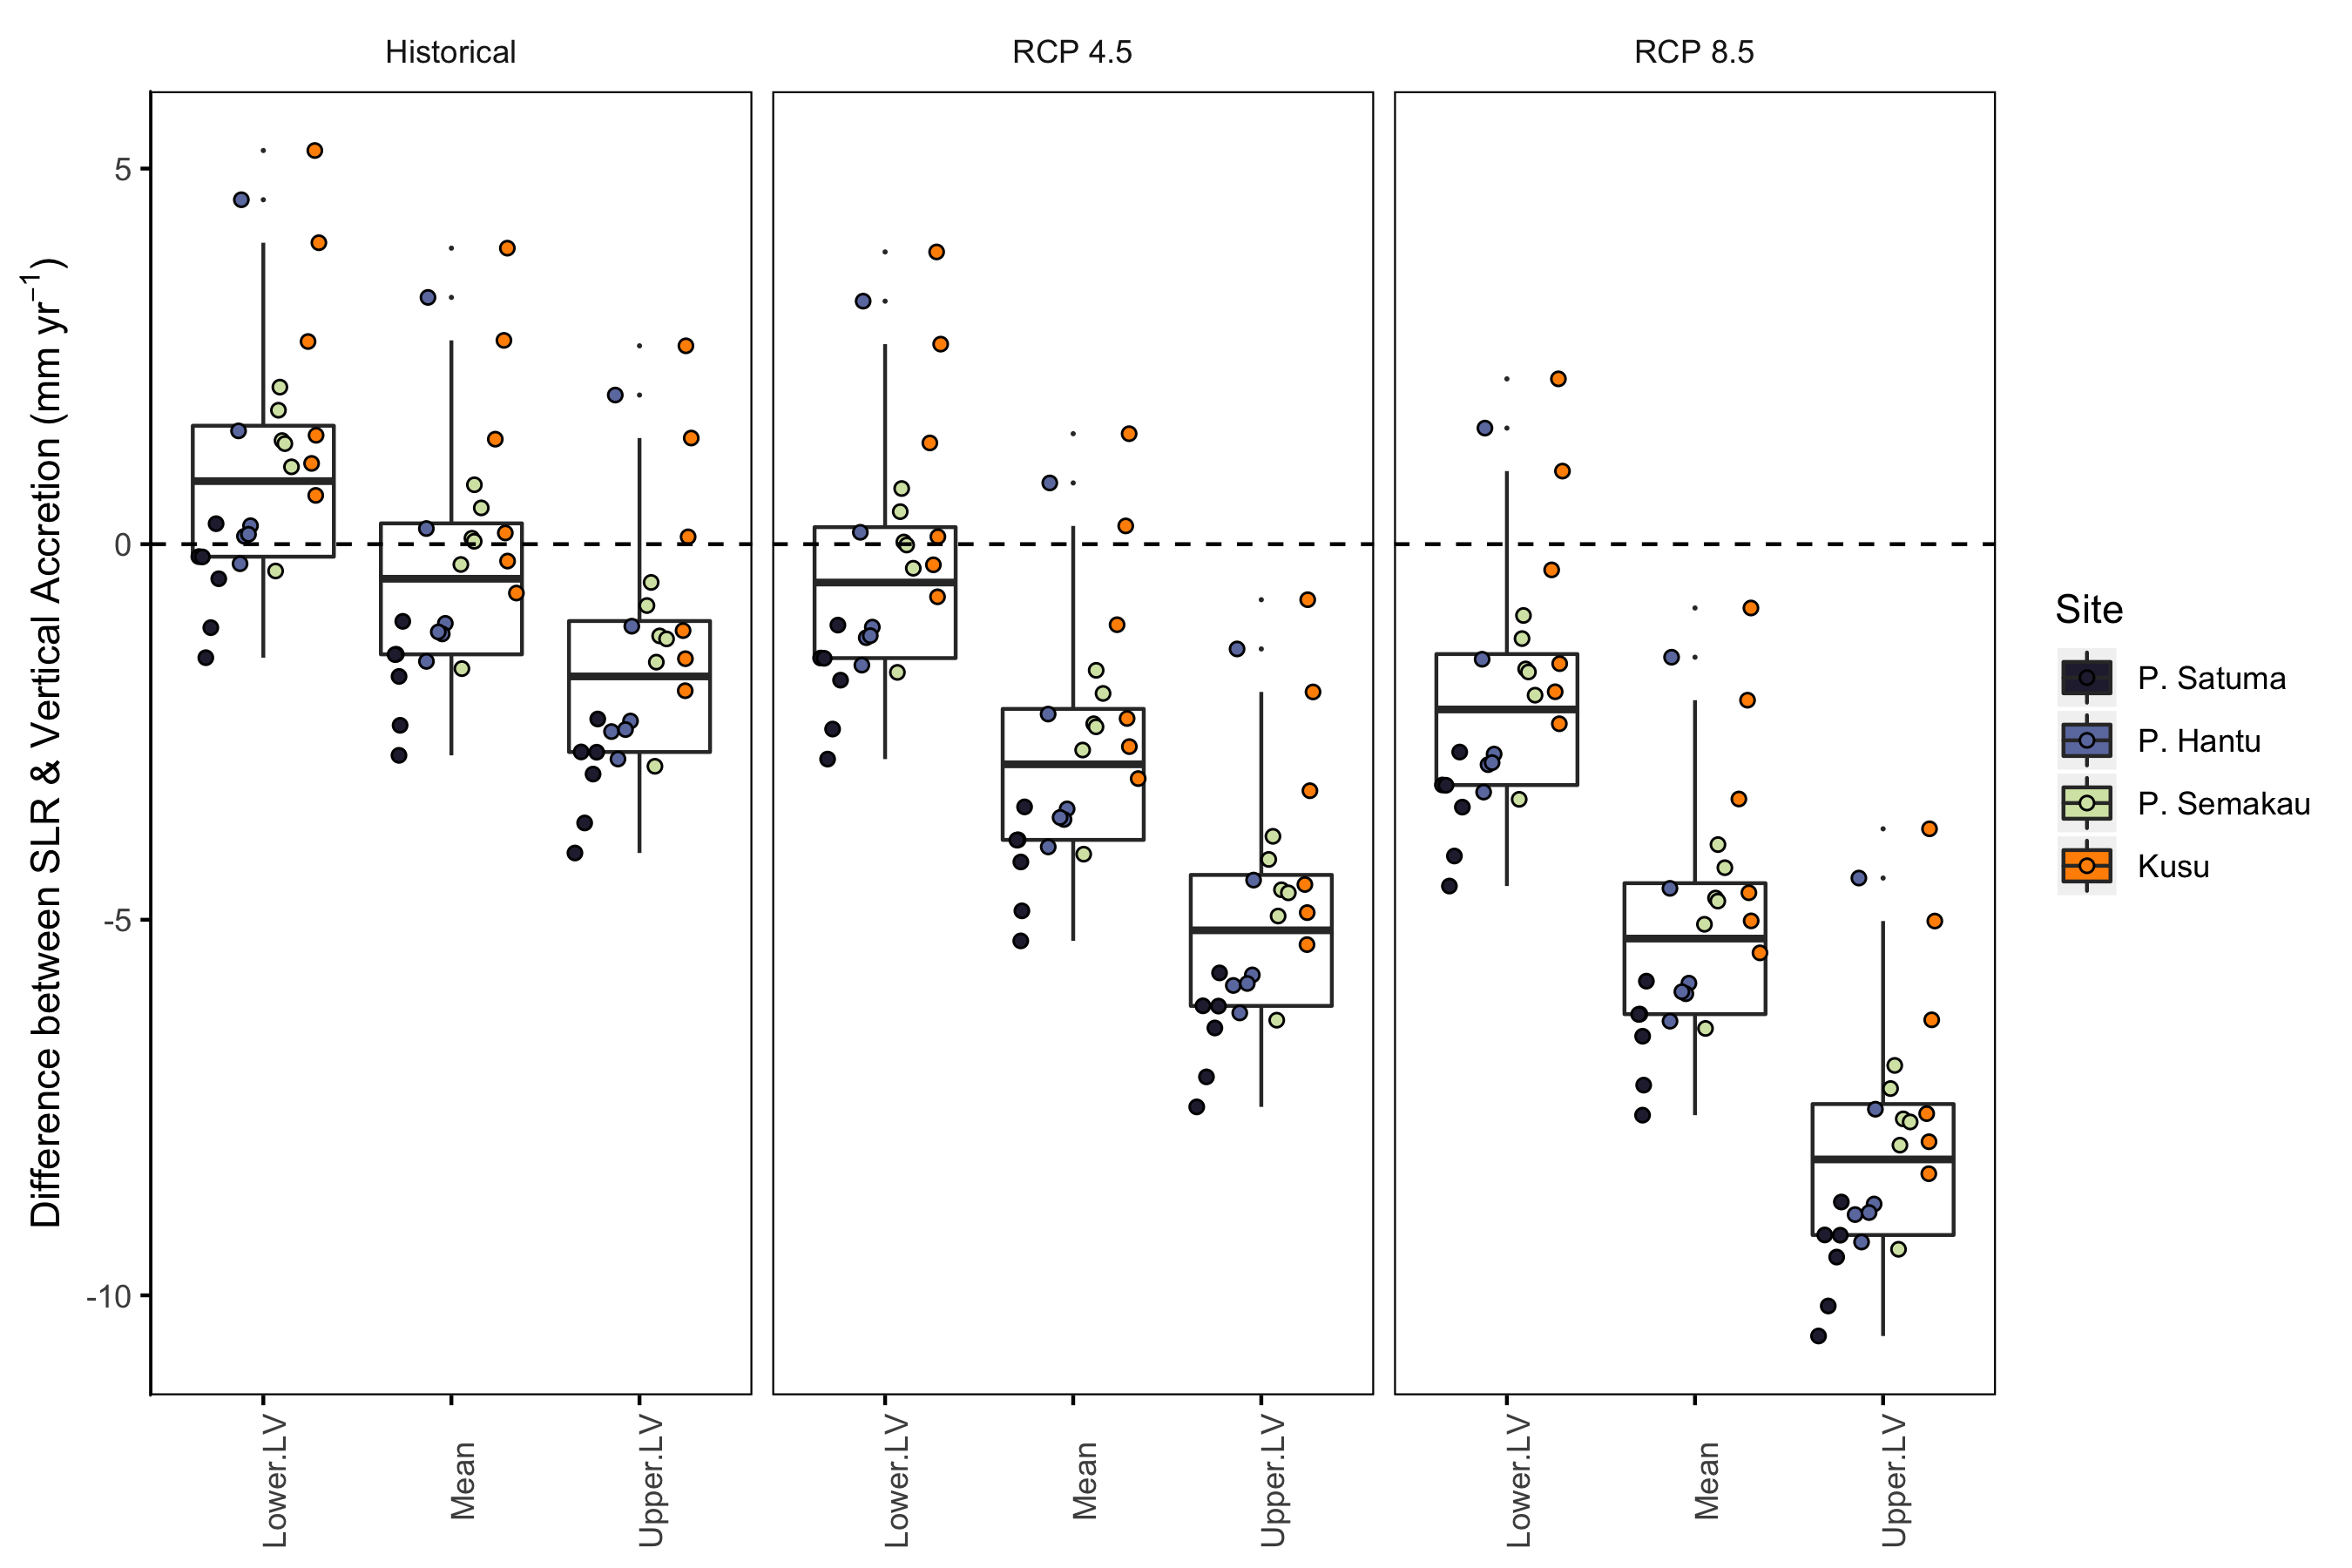 Historical
RCP 4.5
RCP 8.5
Difference between SLR & Vertical Accretion (mm yr⁻¹)
5
0
-5
-10
Lower.LV
Mean
Upper.LV
Lower.LV
Mean
Upper.LV
Lower.LV
Mean
Upper.LV
Site
P. Satuma
P. Hantu
P. Semakau
Kusu